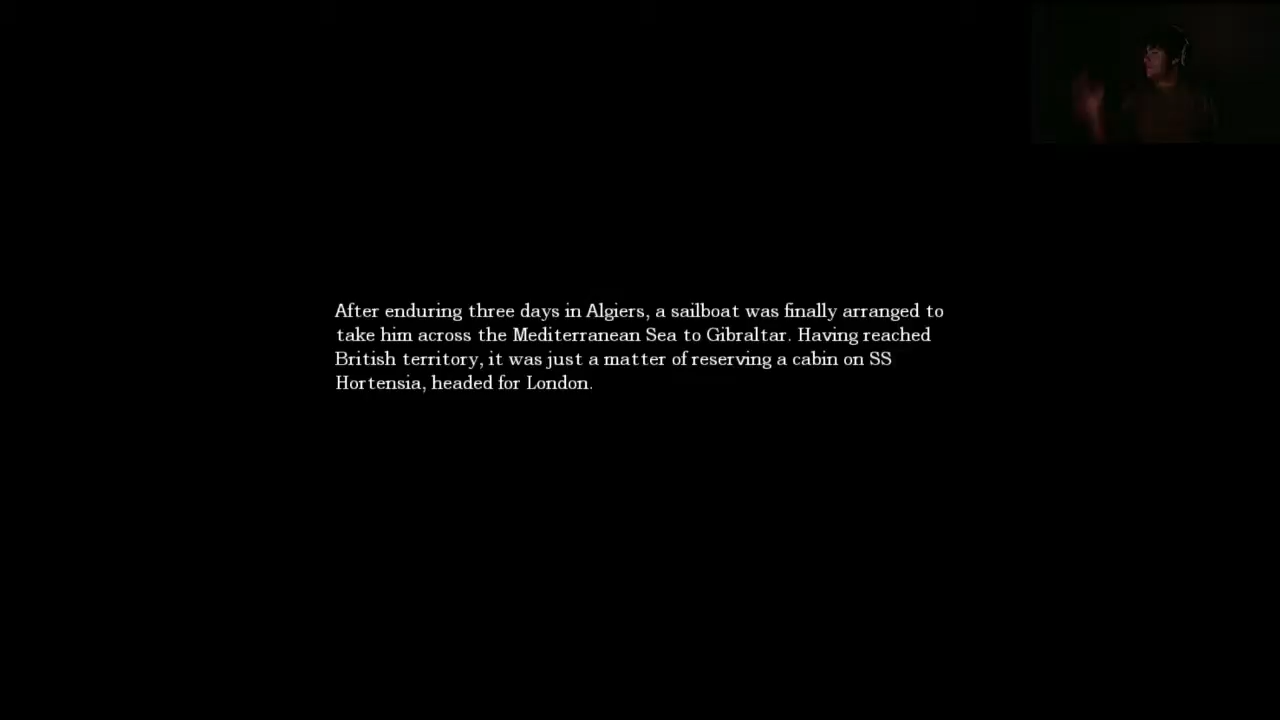 After enduring three days in Algiers, a sailboat was finally arranged to
take him across the Mediterranean Sea to Gibraltar. Having reached
British territory, it was just a matter of reserving a cabin on SS
Hortensia, headed for London.